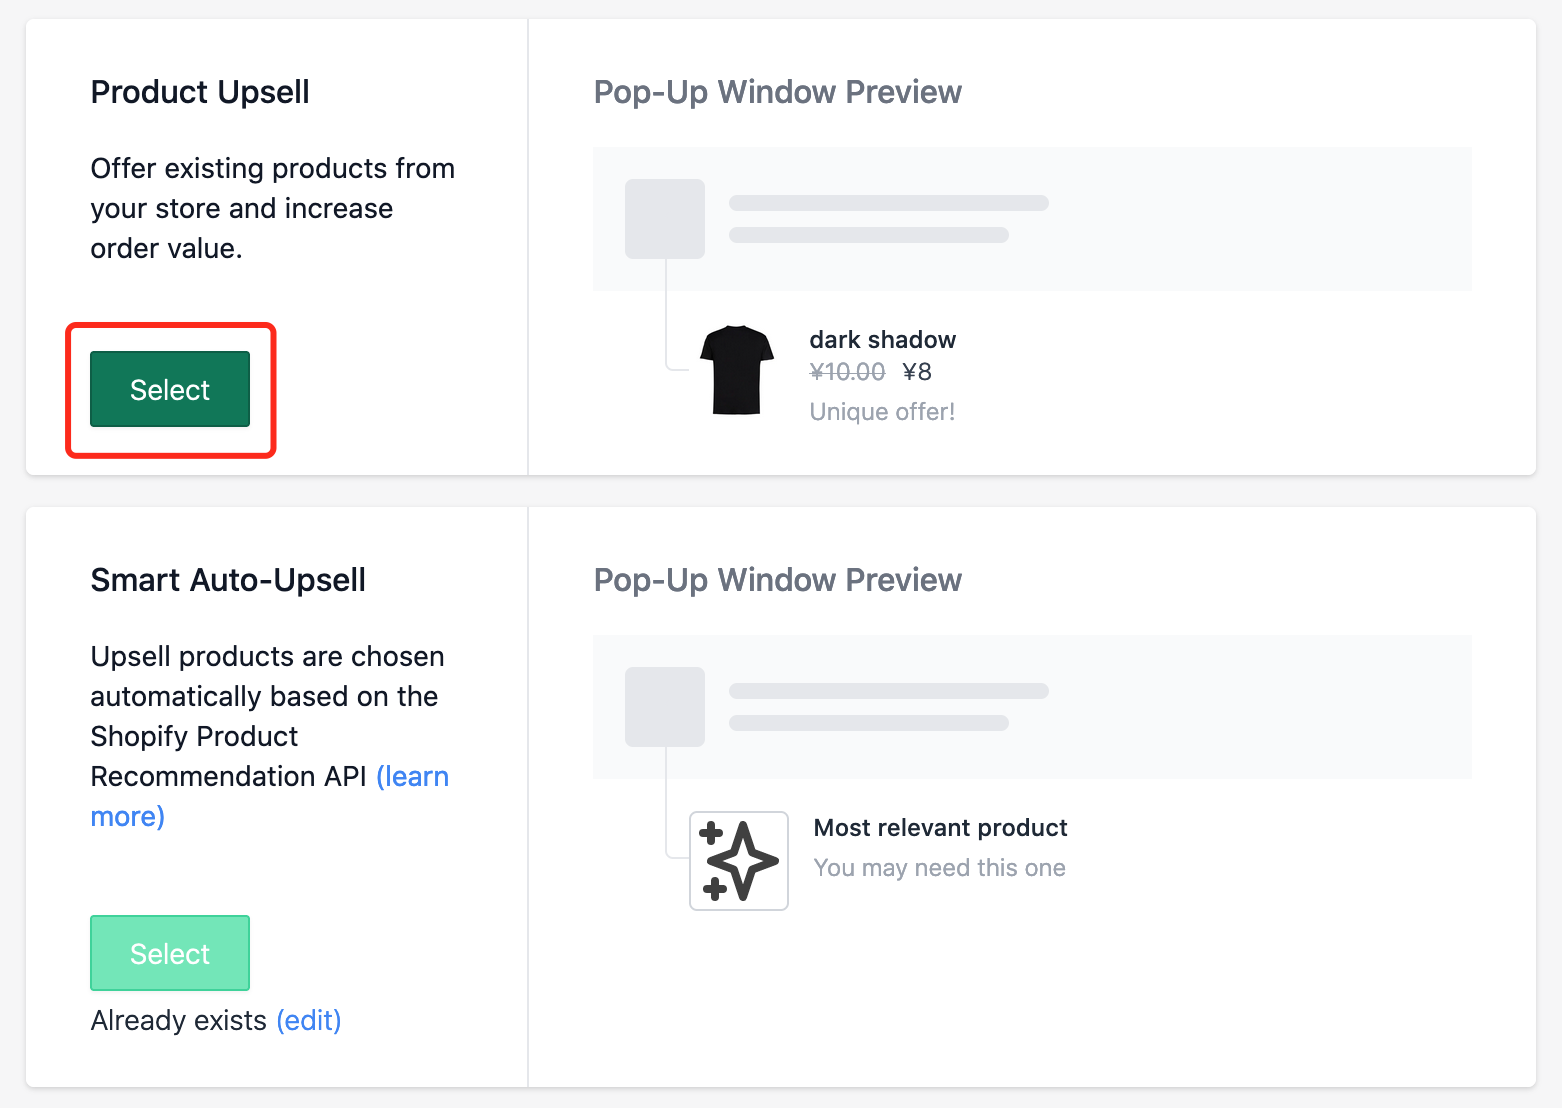 Product Upsell
Offer existing products from
your store and increase
order value.
Select
Pop-Up Window Preview
dark shadow
¥10.00 ¥8
Unique offer!
Smart Auto-Upsell
Upsell products are chosen
automatically based on the
Shopify Product
Recommendation API (learn
more)
Select
Already exists (edit)
Pop-Up Window Preview
Most relevant product
You may need this one